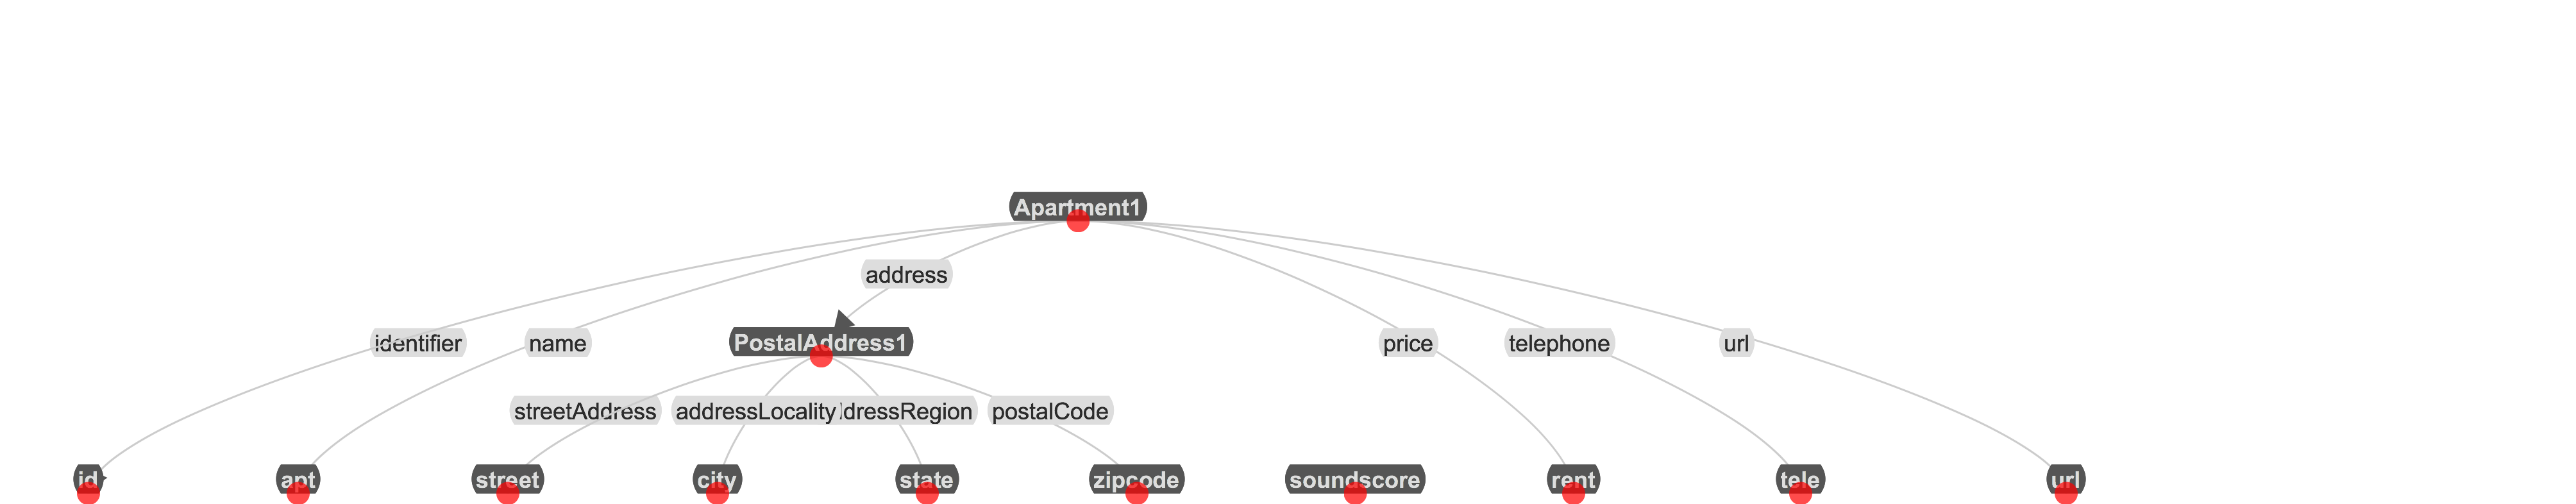 Apartment1
address
identifier name PostalAddress1 price telephone url
streetAddress addressLocality dressRegion postalCode
id apt street city state zipcode soundscore rent tele url